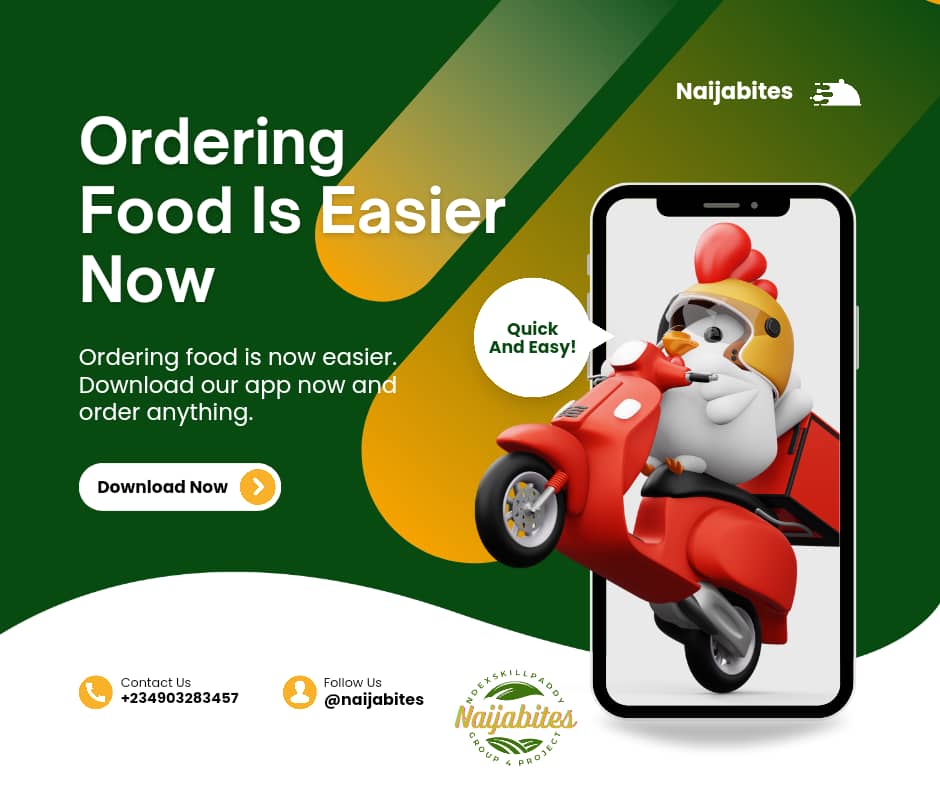 Naijabites
Ordering
Food Is Easier
Now
Quick
And Easy!
Ordering food is now easier.
Download our app now and
order anything.
Download Now
Contact Us
+234903283457
Follow Us
@naijabites
NDEXSKILLPADDY
Naijabites
GROUP 4 PROJECT